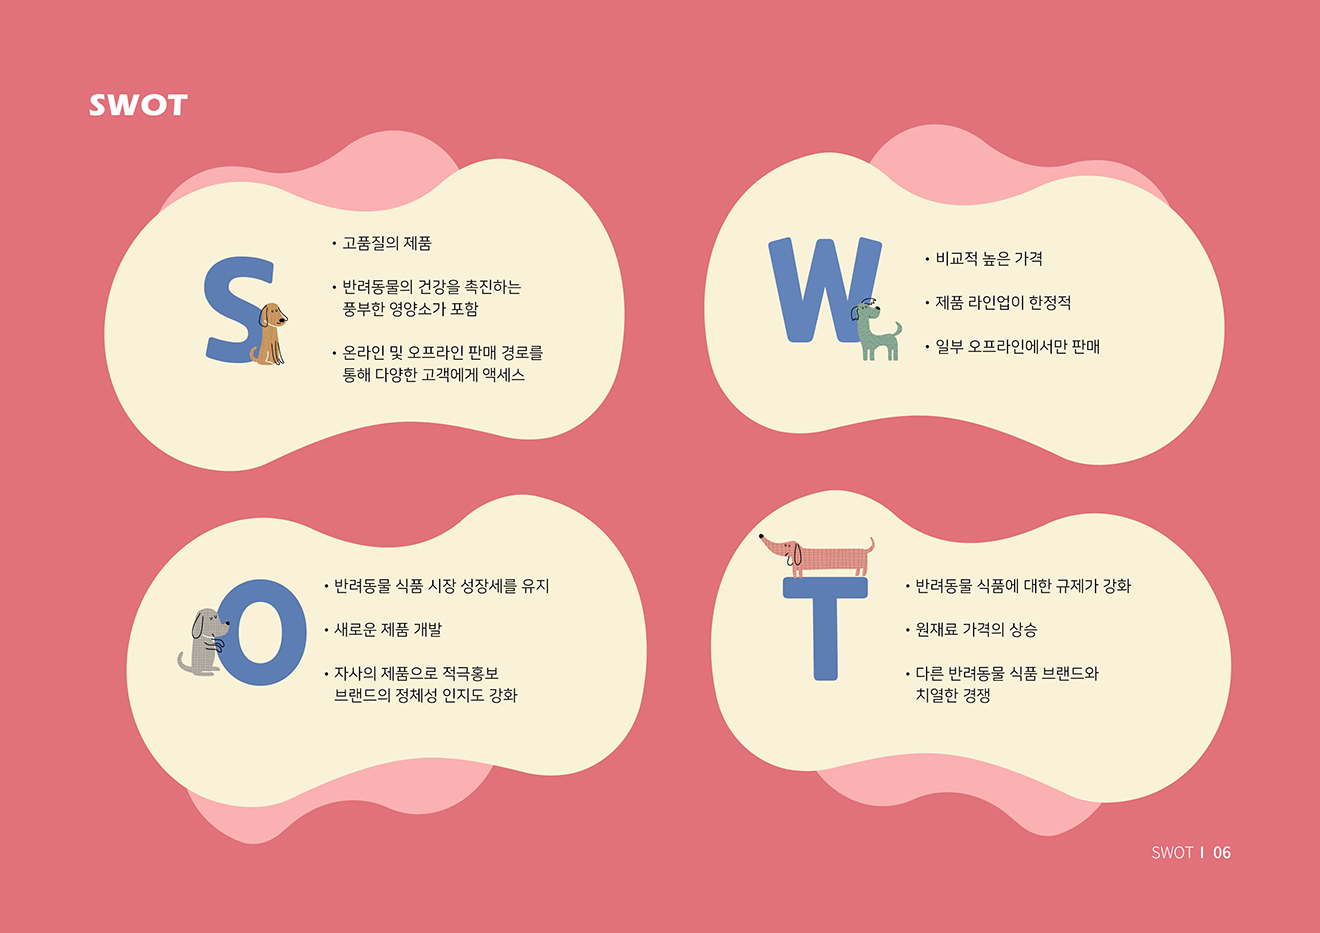 SWOT
S
• 고품질의 제품
• 반려동물의 건강을 촉진하는
풍부한 영양소가 포함
• 온라인 및 오프라인 판매 경로를
통해 다양한 고객에게 액세스
W
• 비교적 높은 가격
• 제품 라인업이 한정적
• 일부 오프라인에서만 판매
O
• 반려동물 식품 시장 성장세를 유지
• 새로운 제품 개발
• 자사의 제품으로 적극홍보
브랜드의 정체성 인지도 강화
T
• 반려동물 식품에 대한 규제가 강화
• 원재료 가격의 상승
• 다른 반려동물 식품 브랜드와
치열한 경쟁
SWOT I 06